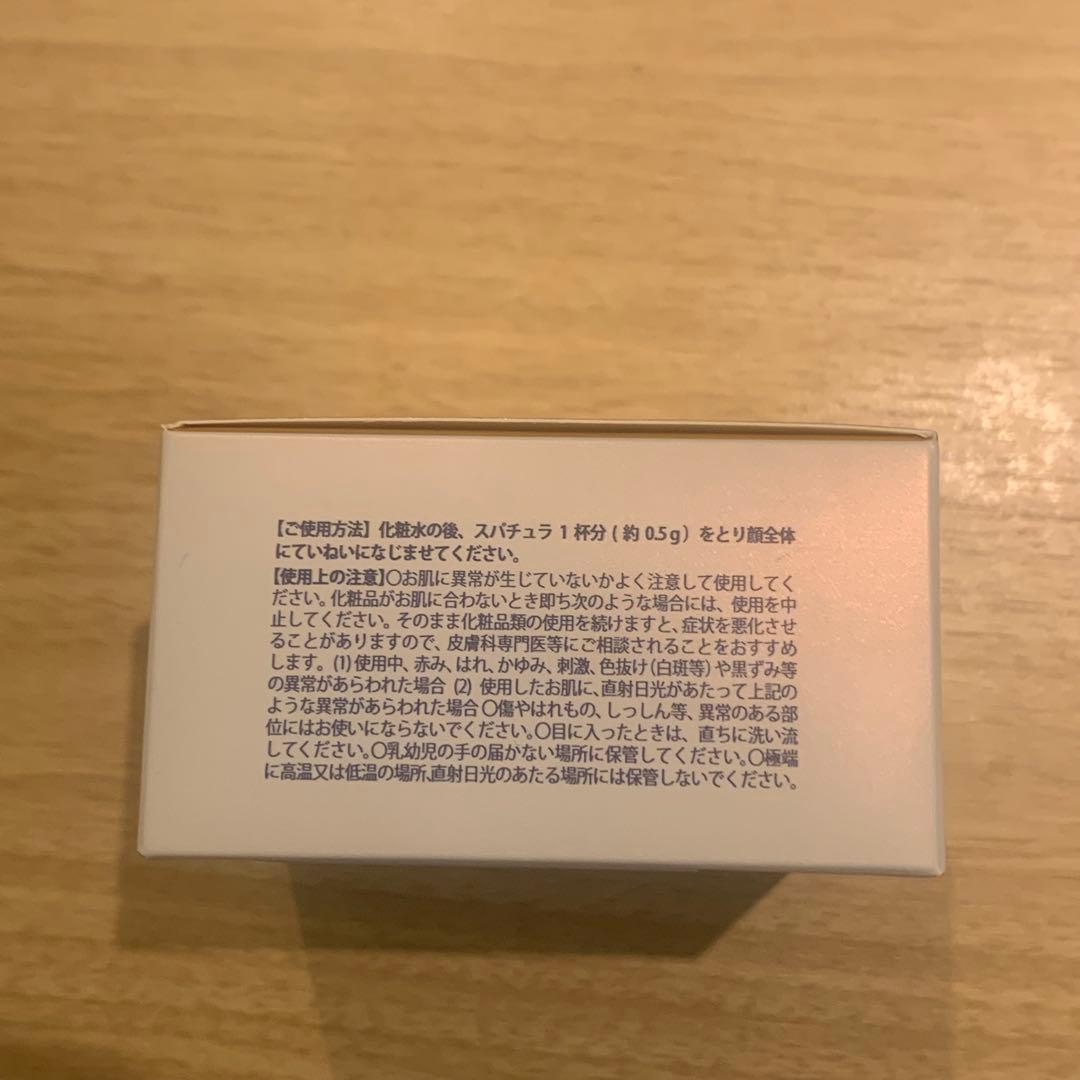 【ご使用方法】化粧水の後、スパチュラ 1 杯分 ( 約 0.5 g ) をとり顔全体
にていねいになじませてください。
【使用上の注意】〇お肌に異常が生じていないかよく注意して使用してく
ださい。化粧品がお肌に合わないとき即ち次のような場合には、使用を中
止してください。そのまま化粧品類の使用を続けますと、症状を悪化させ
ることがありますので、皮膚科専門医等にご相談されることをおすすめ
します。(1) 使用中、赤み、はれ、かゆみ、刺激、色抜け（白斑等）や黒ずみ等
の異常があらわれた場合 (2) 使用したお肌に、直射日光があたって上記の
ような異常があらわれた場合 〇傷やはれもの、しっしん等、異常のある部
位にはお使いにならないでください。〇目に入ったときは、直ちに洗い流
してください。〇乳幼児の手の届かない場所に保管してください。〇極端
に高温又は低温の場所、直射日光のあたる場所には保管しないでください。